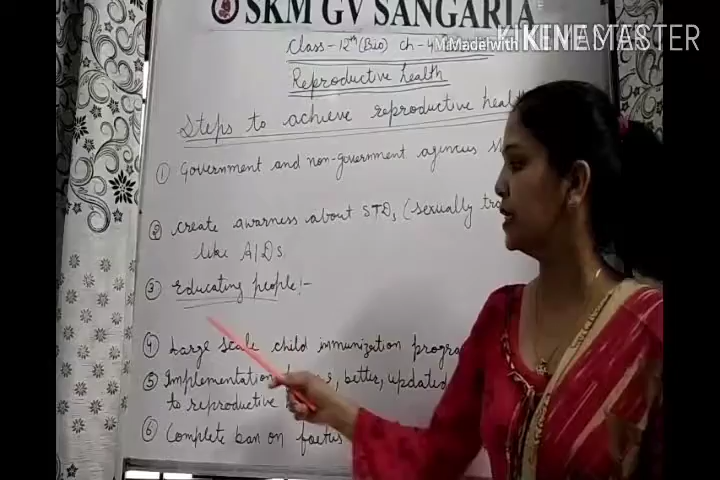 SKM GV SANGARIA
Class - 12th (Bio) ch - 4
Made with KINEMASTER
Reproductive health
Steps to achieve reproductive heal
① Government and non-government agencies
② create awarness about STDs (sexually
like AIDs
③ Educating people:-
④ Large scale child immunization
⑤ Implementation better, updated
to reproductive
⑥ Complete ban on foetus